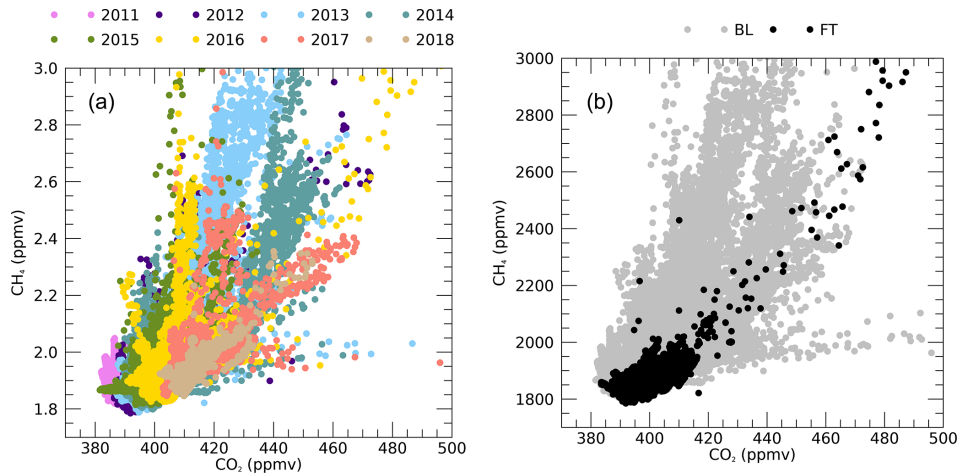 2011 2012 2013 2014
2015 2016 2017 2018
(a)
3.0
2.8
2.6
2.4
2.2
2.0
1.8
CH₄ (ppmv)
380 400 420 440 460 480 500
CO₂ (ppmv)
BL FT
(b)
3000
2800
2600
2400
2200
2000
1800
CH₄ (ppmv)
380 400 420 440 460 480 500
CO₂ (ppmv)